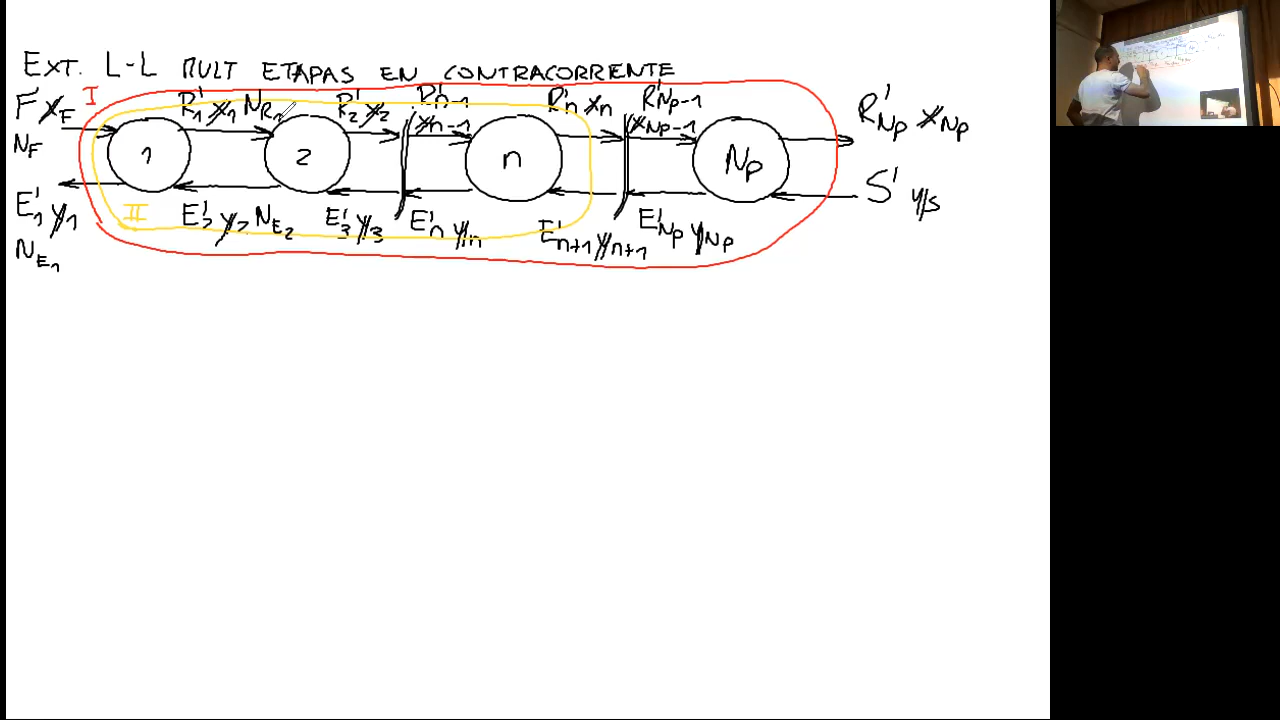 EXT. L-L MULT ETAPAS EN CONTRACORRIENTE
F' X_F
N_F
I
R'_1 X_1 N_R1
R'_2 X_2
R'_n-1
X_n-1
R'_n X_n
R'_Np-1
X_Np-1
R'_Np X_Np
1
2
n
Np
E'_1 Y_1
N_E1
II
E'_2 Y_2 N_E2
E'_3 Y_3
E'_n Y_n
E'_n+1 Y_n+1
E'_Np Y_Np
S' Y_S